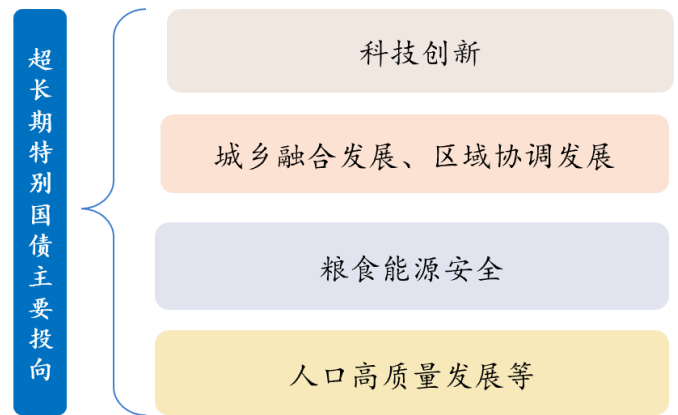 超长期特别国债主要投向
科技创新
城乡融合发展、区域协调发展
粮食能源安全
人口高质量发展等